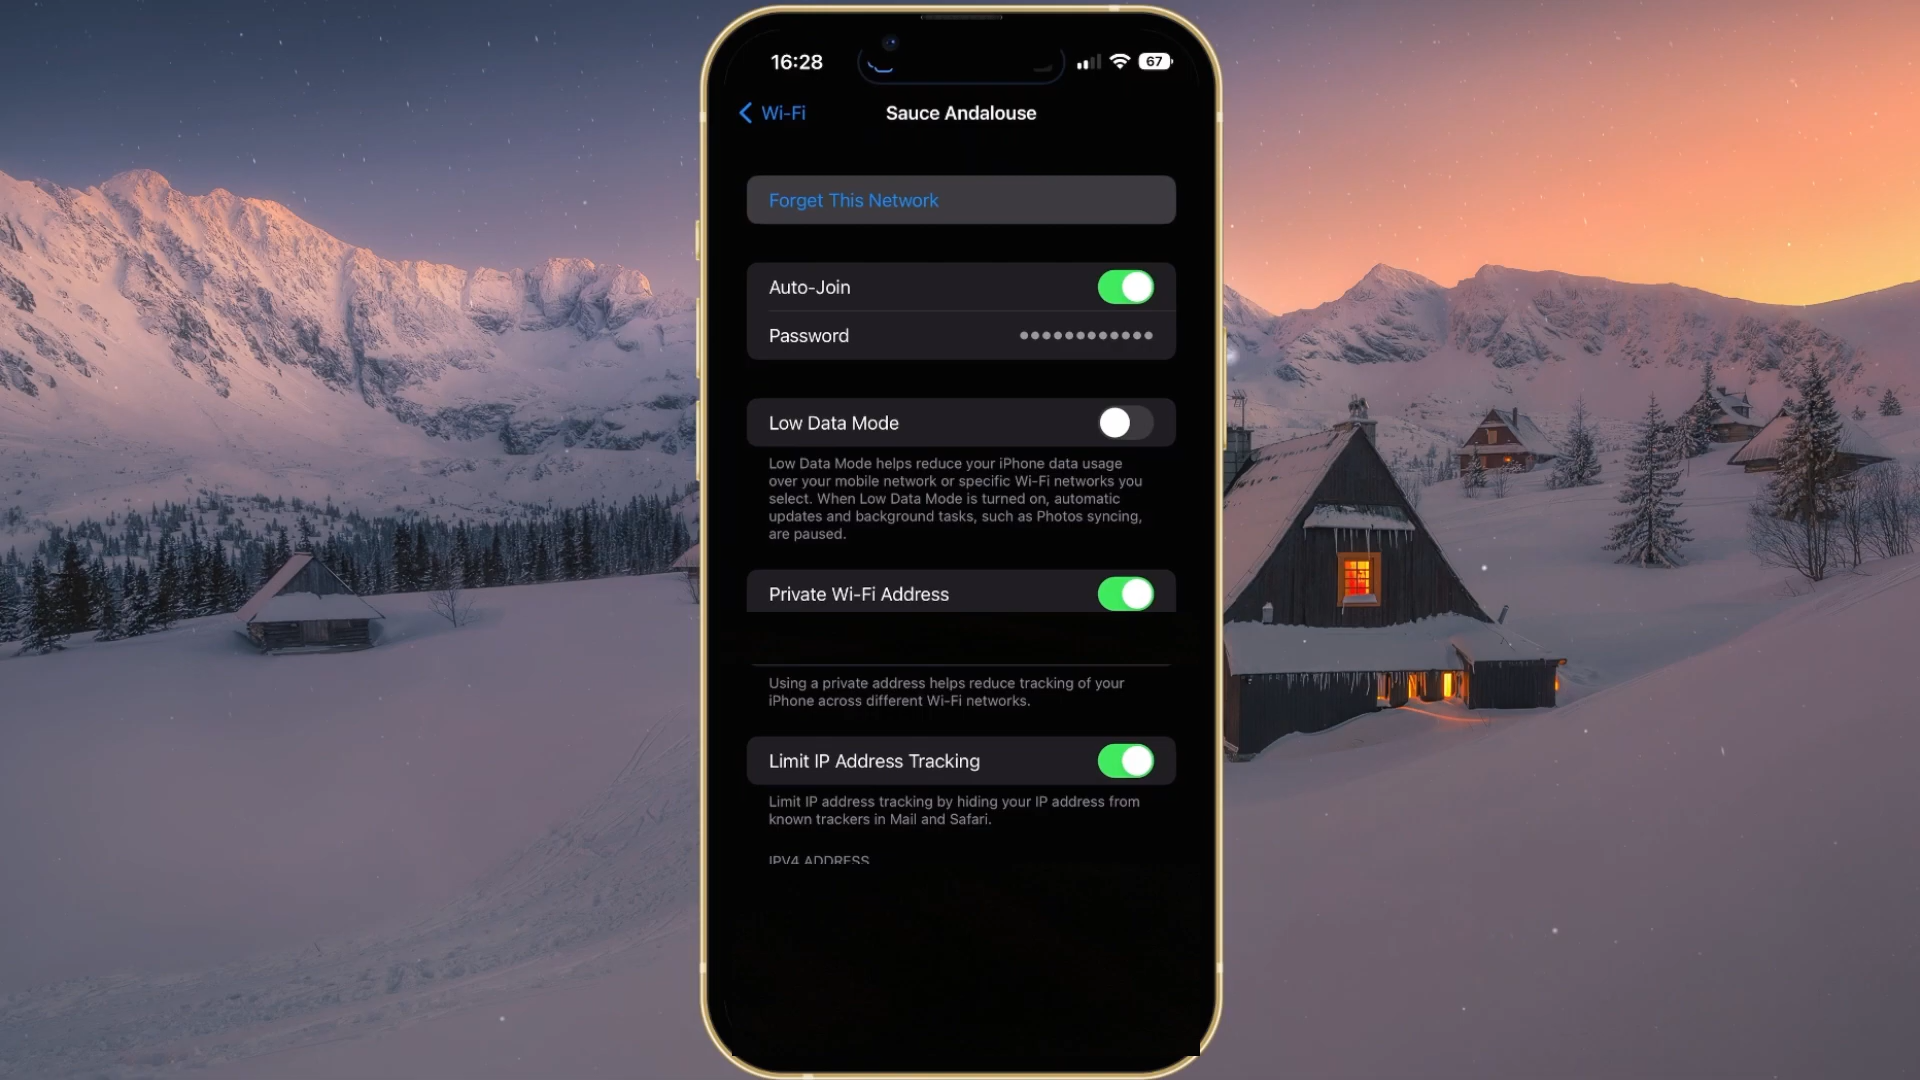 16:28
67
Wi-Fi
Sauce Andalouse
Forget This Network
Auto-Join
Password
Low Data Mode
Low Data Mode helps reduce your iPhone data usage
over your mobile network or specific Wi-Fi networks you
select. When Low Data Mode is turned on, automatic
updates and background tasks, such as Photos syncing,
are paused.
Private Wi-Fi Address
Using a private address helps reduce tracking of your
iPhone across different Wi-Fi networks.
Limit IP Address Tracking
Limit IP address tracking by hiding your IP address from
known trackers in Mail and Safari.
IPV4 ADDRESS